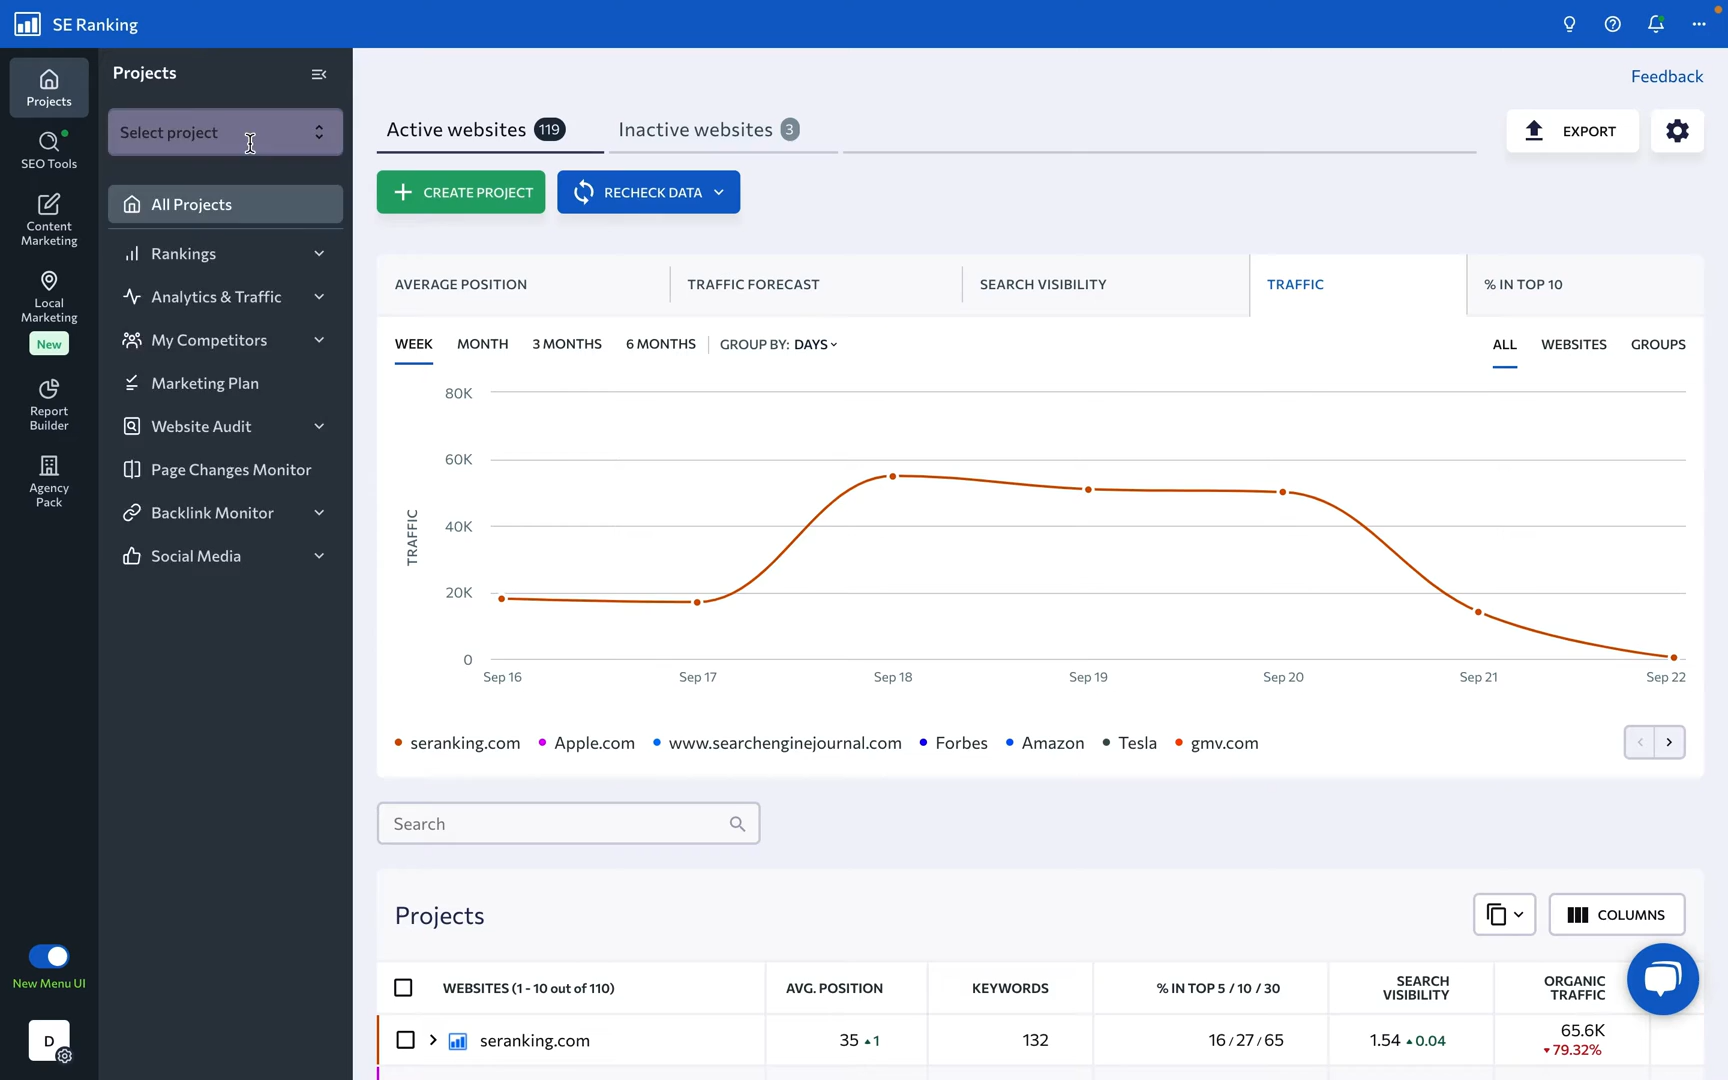 SE Ranking
Projects
SEO Tools
Content
Marketing
Local
Marketing
New
Report
Builder
Agency
Pack
New Menu UI
D
Projects
Select project
All Projects
Rankings
Analytics & Traffic
My Competitors
Marketing Plan
Website Audit
Page Changes Monitor
Backlink Monitor
Social Media
Feedback
Active websites 119
Inactive websites 3
EXPORT
CREATE PROJECT
RECHECK DATA
AVERAGE POSITION
TRAFFIC FORECAST
SEARCH VISIBILITY
TRAFFIC
% IN TOP 10
WEEK MONTH 3 MONTHS 6 MONTHS GROUP BY: DAYS
ALL WEBSITES GROUPS
TRAFFIC
80K
60K
40K
20K
0
Sep 16 Sep 17 Sep 18 Sep 19 Sep 20 Sep 21 Sep 22
seranking.com Apple.com www.searchenginejournal.com Forbes Amazon Tesla gmv.com
Search
Projects
COLUMNS
WEBSITES (1 - 10 out of 110)
AVG. POSITION
KEYWORDS
% IN TOP 5 / 10 / 30
SEARCH
VISIBILITY
ORGANIC
TRAFFIC
seranking.com
35 ▲1
132
16 / 27 / 65
1.54 ▲0.04
65.6K
▼79.32%